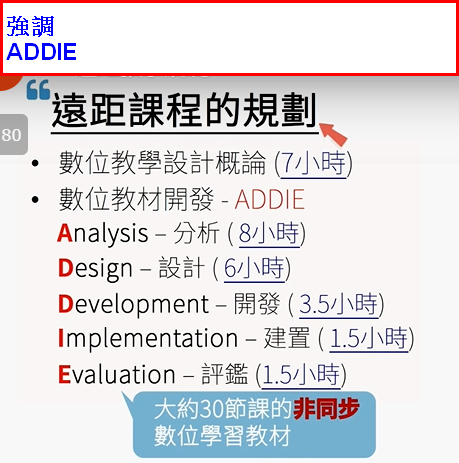 強調
ADDIE
80
“遠距課程的規劃
• 數位教學設計概論 (7小時)
• 數位教材開發 - ADDIE
Analysis – 分析 ( 8小時)
Design – 設計 ( 6小時)
Development – 開發 ( 3.5小時)
Implementation – 建置 ( 1.5小時)
Evaluation – 評鑑 (1.5小時)
大約30節課的非同步
數位學習教材